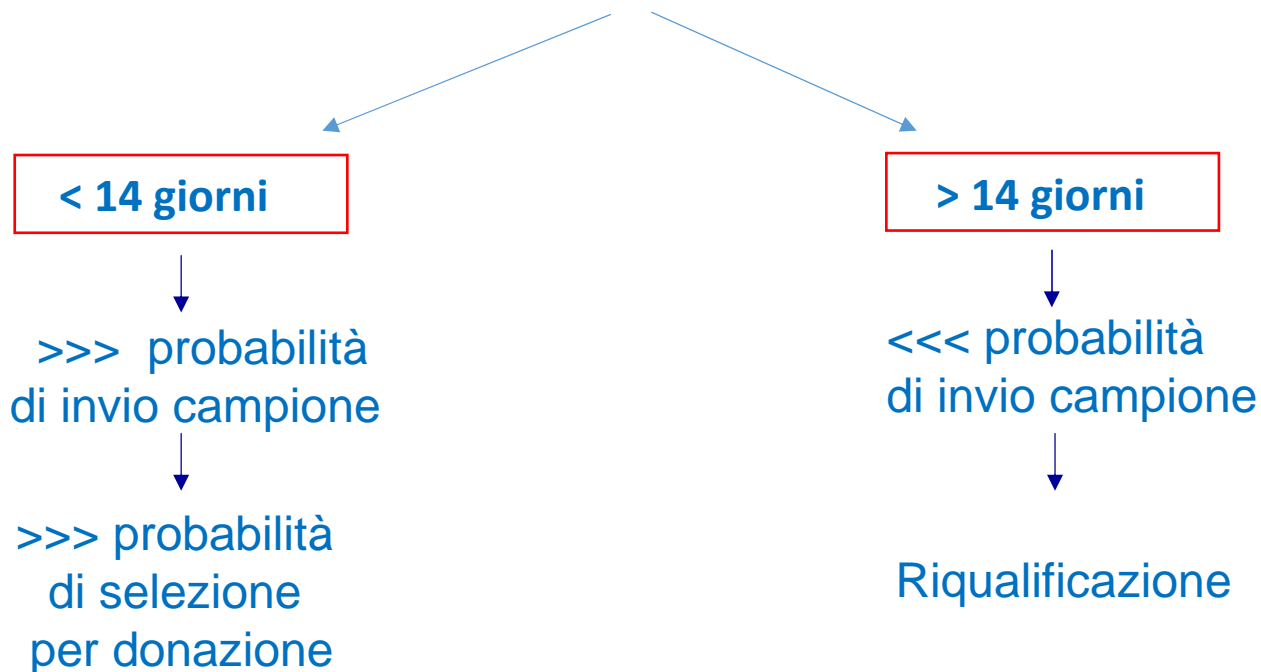 < 14 giorni
>>> probabilità
di invio campione
>>> probabilità
di selezione
per donazione
> 14 giorni
<<< probabilità
di invio campione
Riqualificazione